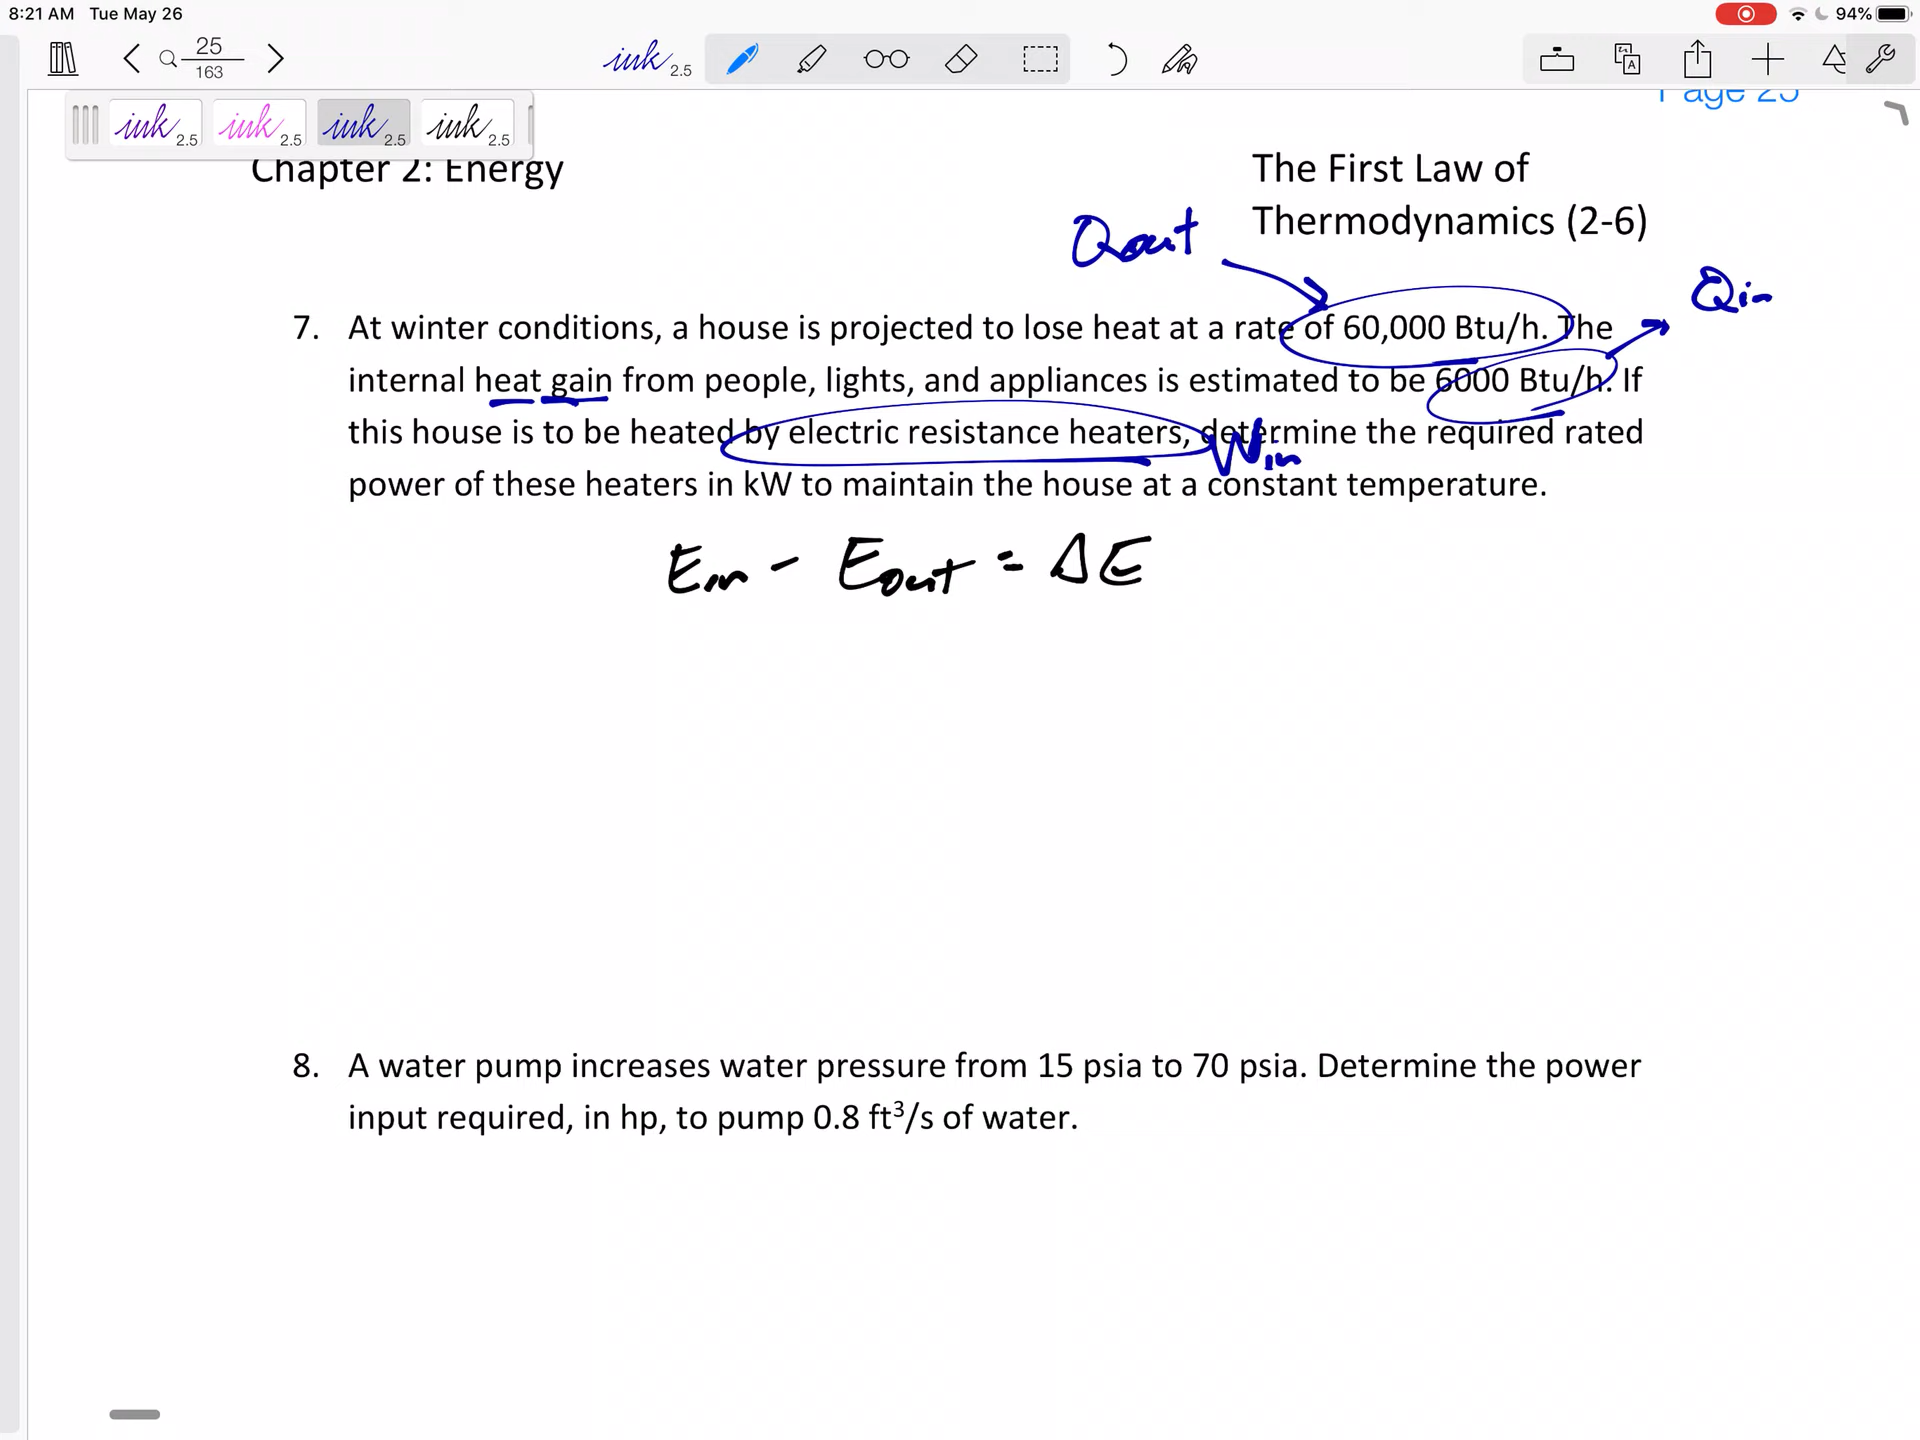 8:21 AM Tue May 26
94%
25
163
ink 2.5
A
ink 2.5 ink 2.5 ink 2.5 ink 2.5
Page 25
Chapter 2: Energy
The First Law of
Thermodynamics (2-6)
Qout
Qin
7. At winter conditions, a house is projected to lose heat at a rate of 60,000 Btu/h. The
internal heat gain from people, lights, and appliances is estimated to be 6000 Btu/h. If
this house is to be heated by electric resistance heaters, determine the required rated
Win
power of these heaters in kW to maintain the house at a constant temperature.
Ein - Eout = ΔE
8. A water pump increases water pressure from 15 psia to 70 psia. Determine the power
input required, in hp, to pump 0.8 ft³/s of water.